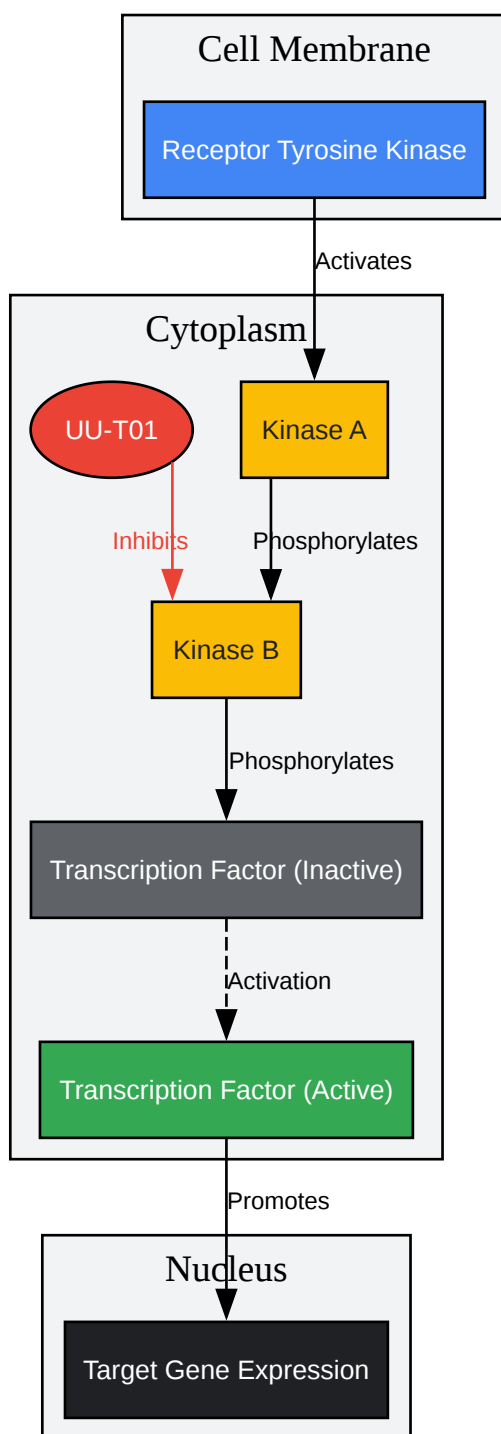 Cell Membrane
Receptor Tyrosine Kinase
Activates
Cytoplasm
UU-T01
Kinase A
Inhibits
Phosphorylates
Kinase B
Phosphorylates
Transcription Factor (Inactive)
Activation
Transcription Factor (Active)
Promotes
Nucleus
Target Gene Expression